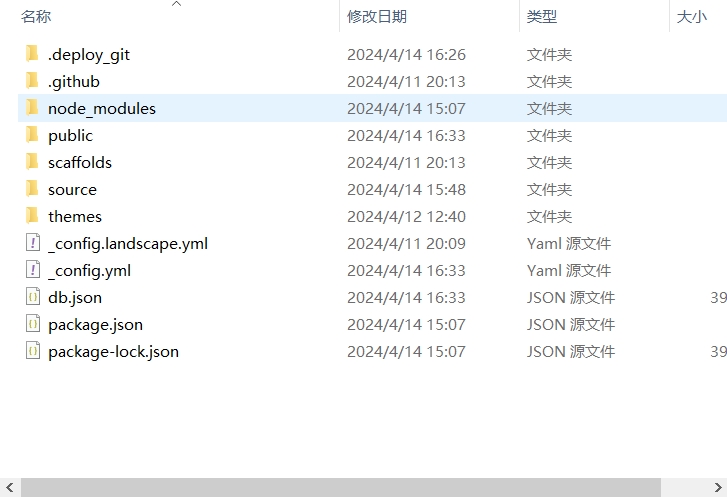 名称 修改日期 类型 大小
.deploy_git 2024/4/14 16:26 文件夹
.github 2024/4/11 20:13 文件夹
node_modules 2024/4/14 15:07 文件夹
public 2024/4/14 16:33 文件夹
scaffolds 2024/4/11 20:13 文件夹
source 2024/4/14 15:48 文件夹
themes 2024/4/12 12:40 文件夹
_config.landscape.yml 2024/4/11 20:09 Yaml 源文件
_config.yml 2024/4/14 16:33 Yaml 源文件
db.json 2024/4/14 16:33 JSON 源文件 39
package.json 2024/4/14 15:07 JSON 源文件
package-lock.json 2024/4/14 15:07 JSON 源文件 39